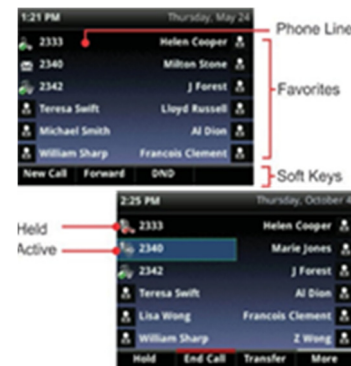 1:21 PM Thursday, May 24
2333 Helen Cooper
2340 Milton Stone
2342 J Forest
Teresa Swift Lloyd Russell
Michael Smith Al Dion
William Sharp Francois Clement
New Call Forward DND
Phone Line
Favorites
Soft Keys
2:25 PM Thursday, October 4
2333 Helen Cooper
2340 Marie Jones
2342 J Forest
Teresa Swift Al Dion
Lisa Wong Francois Clement
William Sharp Z Wong
Hold End Call Transfer More
Held
Active